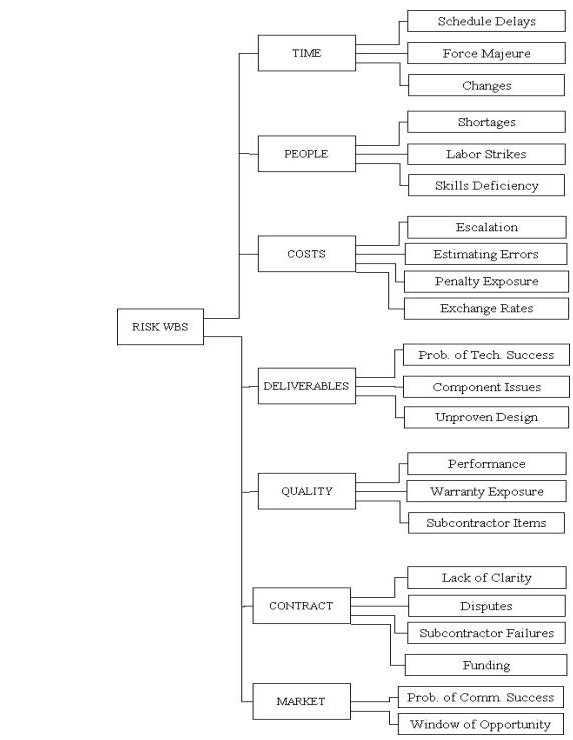 RISK WBS
TIME
Schedule Delays
Force Majeure
Changes
PEOPLE
Shortages
Labor Strikes
Skills Deficiency
COSTS
Escalation
Estimating Errors
Penalty Exposure
Exchange Rates
DELIVERABLES
Prob. of Tech. Success
Component Issues
Unproven Design
QUALITY
Performance
Warranty Exposure
Subcontractor Items
CONTRACT
Lack of Clarity
Disputes
Subcontractor Failures
Funding
MARKET
Prob. of Comm. Success
Window of Opportunity